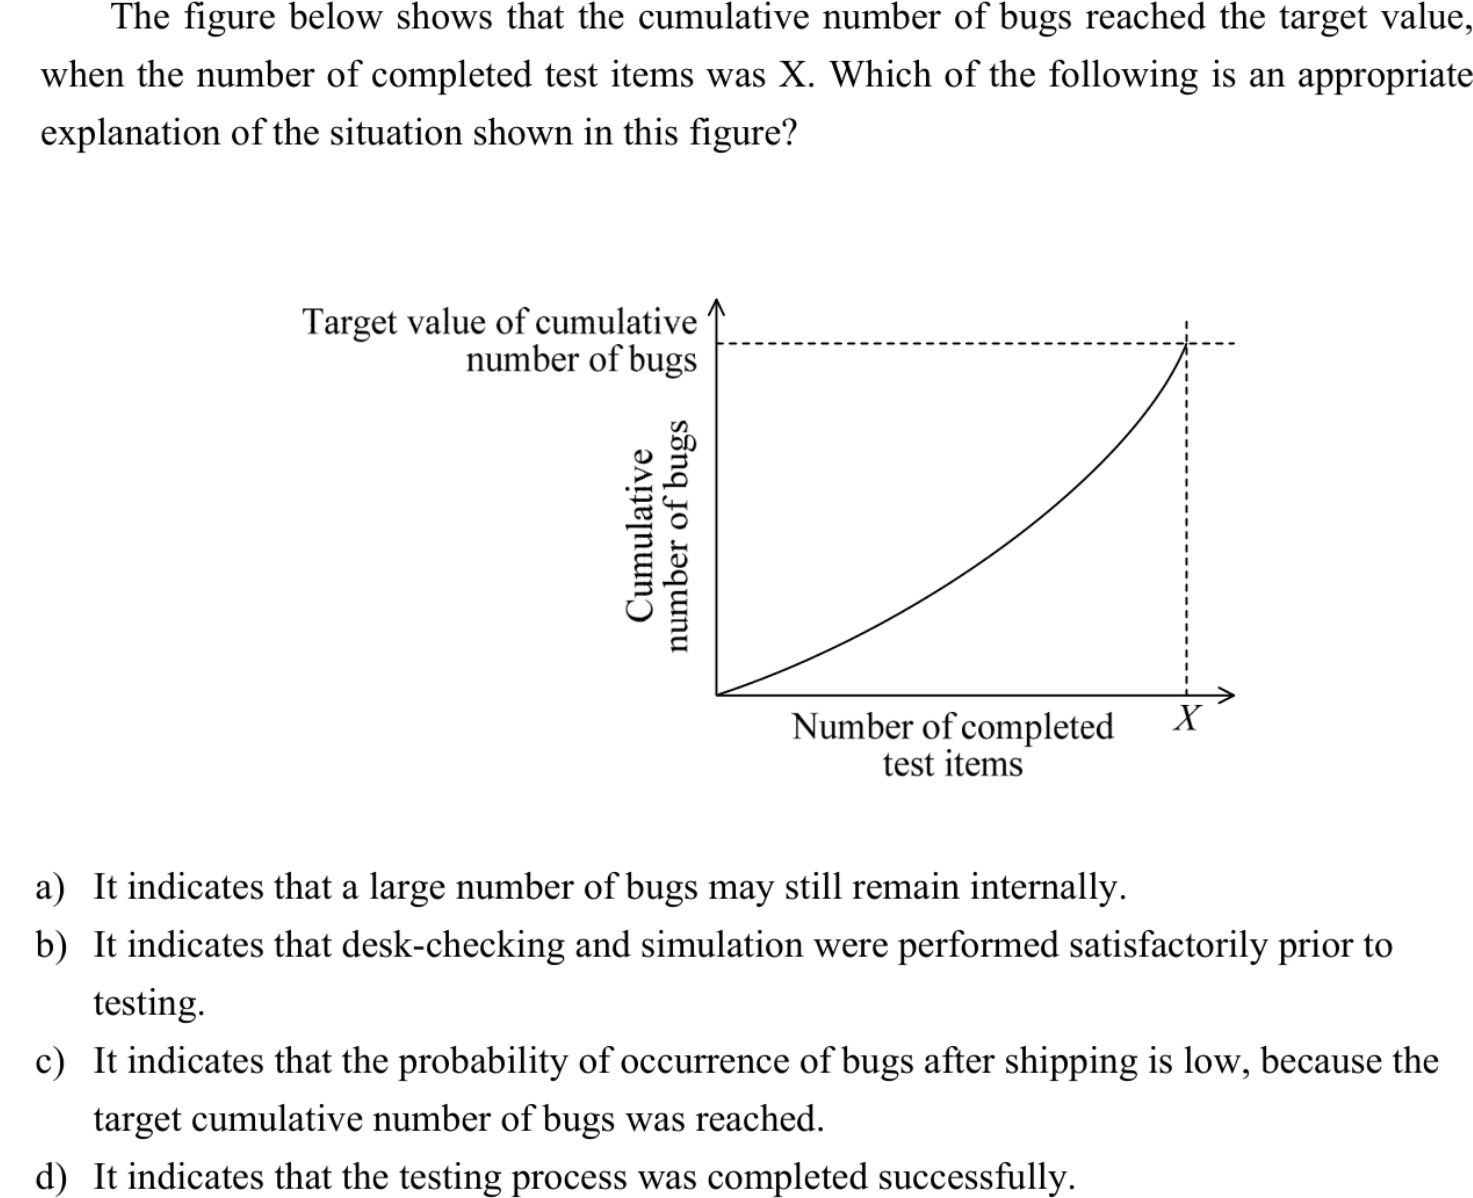 The figure below shows that the cumulative number of bugs reached the target value,
when the number of completed test items was X. Which of the following is an appropriate
explanation of the situation shown in this figure?
Target value of cumulative
number of bugs
Cumulative
number of bugs
Number of completed
test items
X
a) It indicates that a large number of bugs may still remain internally.
b) It indicates that desk-checking and simulation were performed satisfactorily prior to
testing.
c) It indicates that the probability of occurrence of bugs after shipping is low, because the
target cumulative number of bugs was reached.
d) It indicates that the testing process was completed successfully.